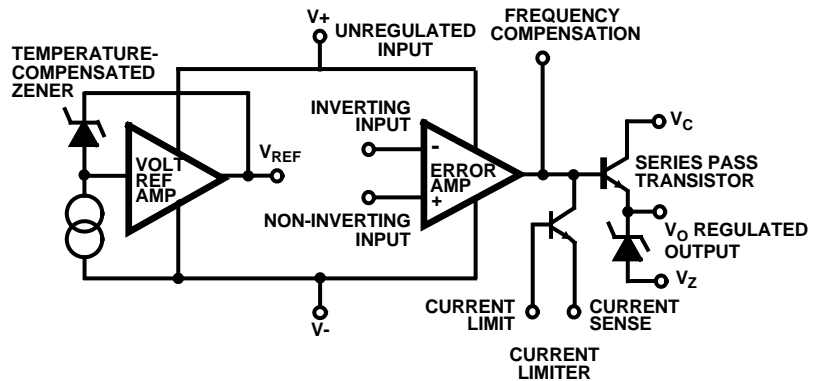 V+
UNREGULATED
INPUT
FREQUENCY
COMPENSATION
TEMPERATURE-
COMPENSATED
ZENER
INVERTING
INPUT
VOLT
REF
AMP
VREF
-
ERROR
AMP
+
NON-INVERTING
INPUT
VC
SERIES PASS
TRANSISTOR
VO REGULATED
OUTPUT
VZ
V-
CURRENT
LIMIT
CURRENT
SENSE
CURRENT
LIMITER